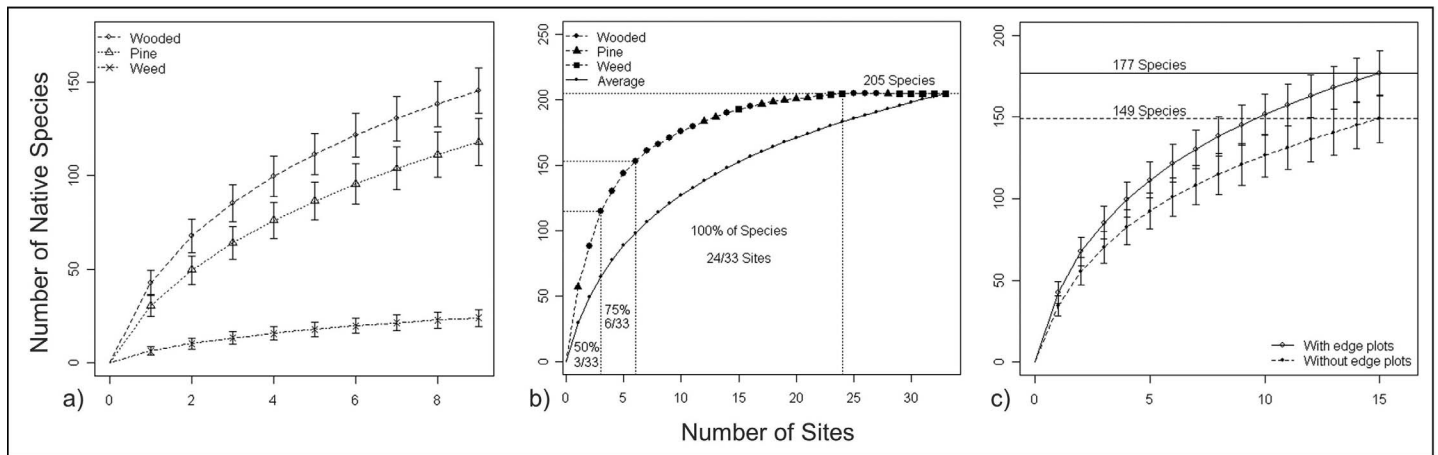 Number of Native Species
Wooded
Pine
Weed
0
50
100
150
a)
0
2
4
6
8
Wooded
Pine
Weed
Average
205 Species
100% of Species
24/33 Sites
75%
6/33
50%
3/33
0
50
100
150
200
250
b)
0
5
10
15
20
25
30
177 Species
149 Species
With edge plots
Without edge plots
0
50
100
150
200
c)
0
5
10
15
Number of Sites